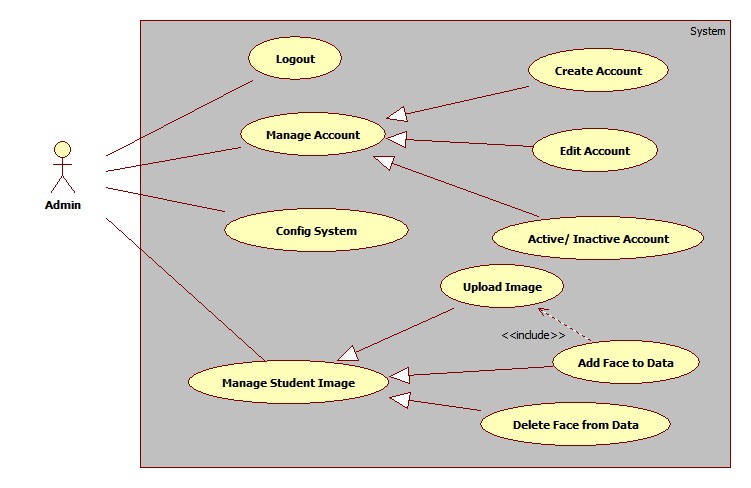 System
Logout
Create Account
Manage Account
Edit Account
Admin
Config System
Active/ Inactive Account
Upload Image
<<include>>
Add Face to Data
Manage Student Image
Delete Face from Data